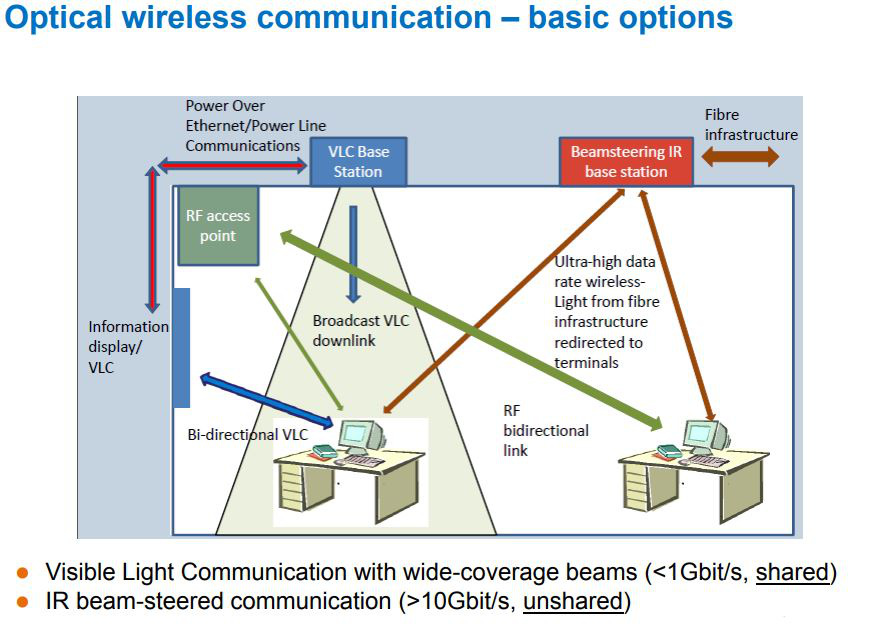 Optical wireless communication – basic options
Power Over
Ethernet/Power Line
Communications
VLC Base
Station
Beamsteering IR
base station
Fibre
infrastructure
RF access
point
Ultra-high data
rate wireless-
Light from fibre
infrastructure
redirected to
terminals
Broadcast VLC
downlink
Information
display/
VLC
Bi-directional VLC
RF
bidirectional
link
Visible Light Communication with wide-coverage beams (<1Gbit/s, shared)
IR beam-steered communication (>10Gbit/s, unshared)